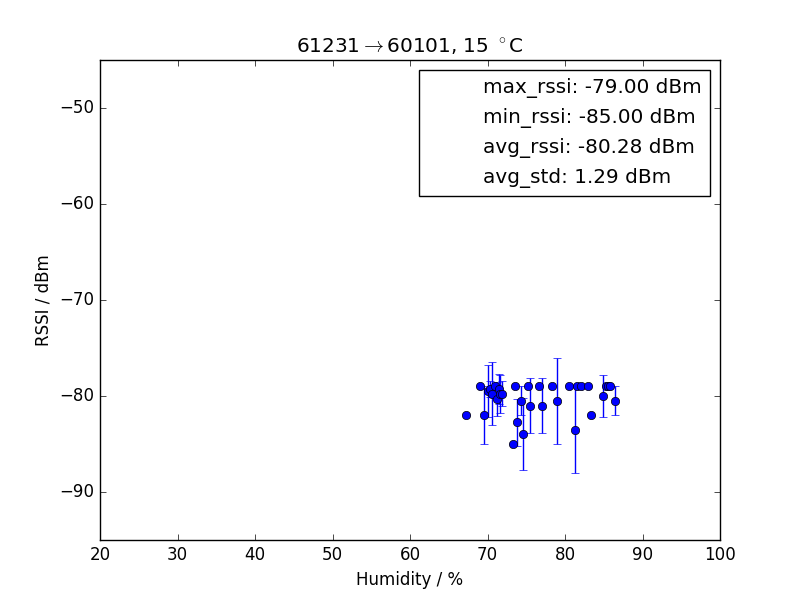 61231→60101, 15 °C
max_rssi: -79.00 dBm
min_rssi: -85.00 dBm
avg_rssi: -80.28 dBm
avg_std: 1.29 dBm
RSSI / dBm
−50
−60
−70
−80
−90
20 30 40 50 60 70 80 90 100
Humidity / %